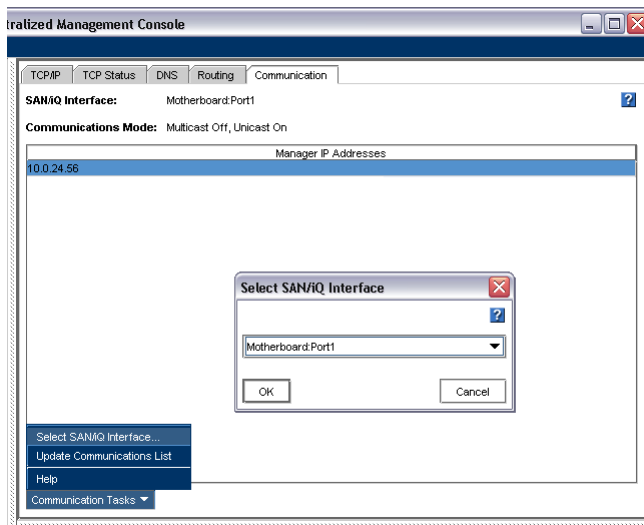 tralized Management Console
TCP/IP TCP Status DNS Routing Communication
SAN/iQ Interface: Motherboard:Port1 ?
Communications Mode: Multicast Off, Unicast On
Manager IP Addresses
10.0.24.56
Select SAN/iQ Interface
?
Motherboard:Port1
OK Cancel
Select SAN/iQ Interface...
Update Communications List
Help
Communication Tasks